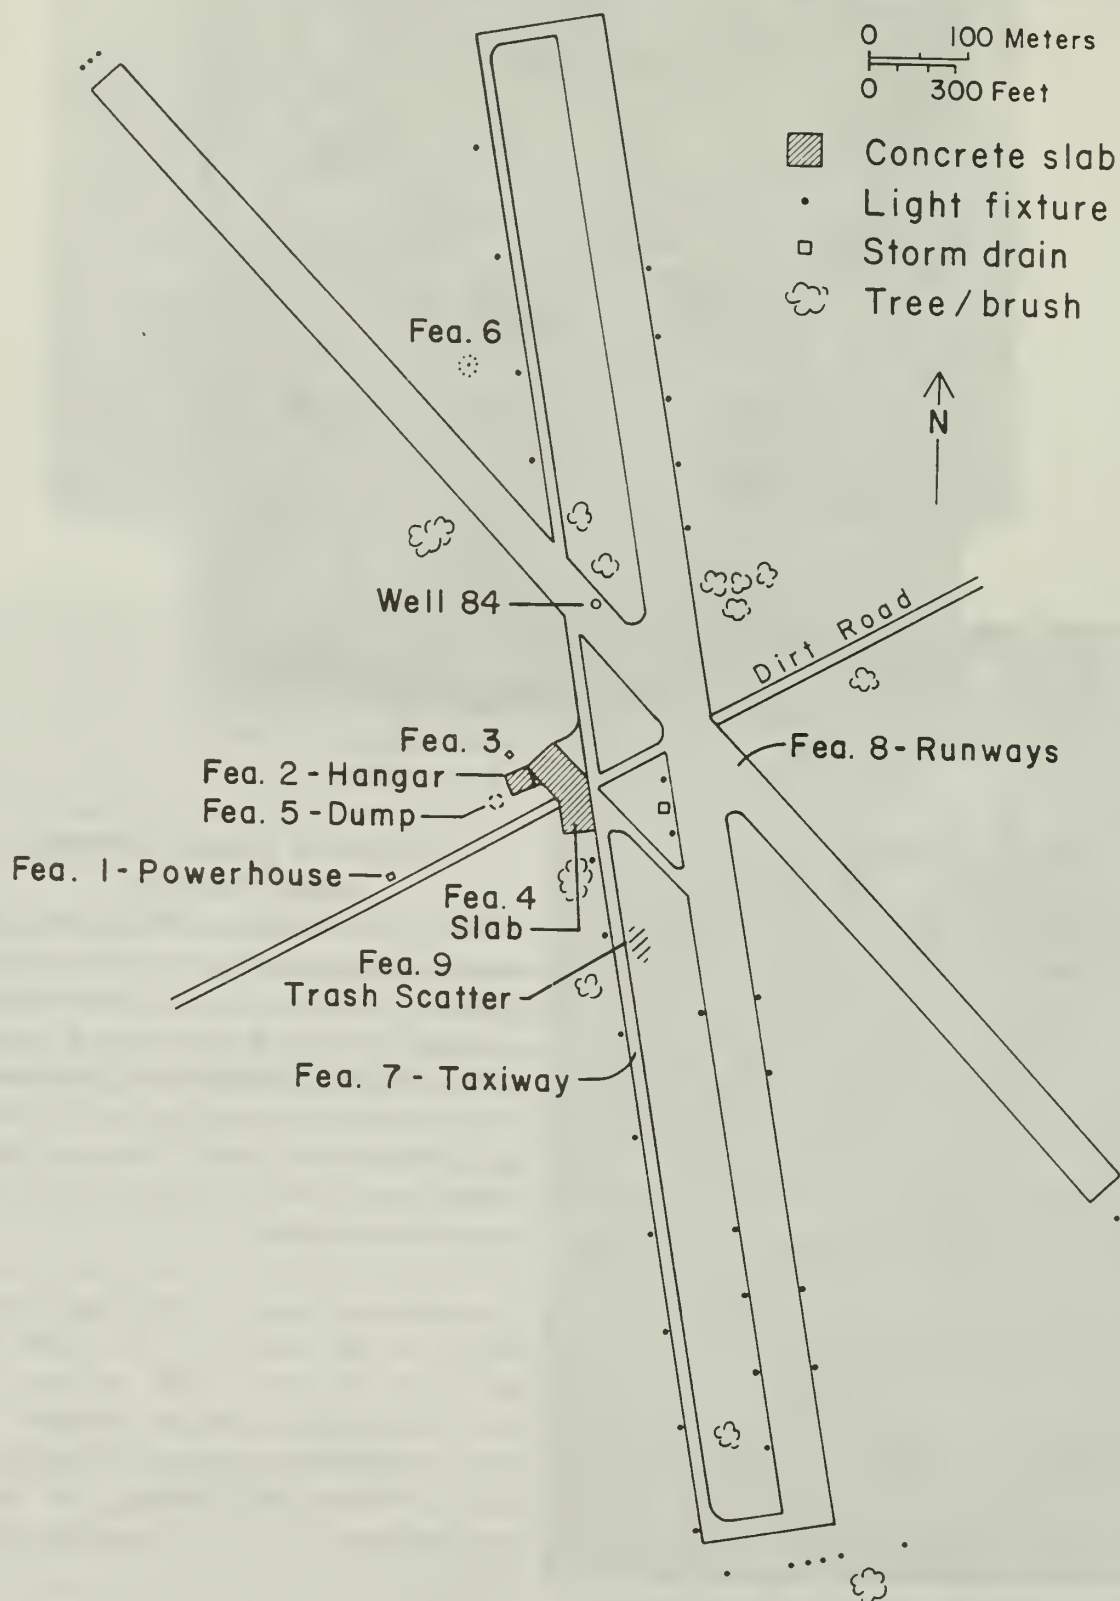 0 100 Meters
0 300 Feet
Concrete slab
Light fixture
Storm drain
Tree / brush
N
Fea. 6
Well 84
Dirt Road
Fea. 3
Fea. 2 - Hangar
Fea. 5 - Dump
Fea. 8 - Runways
Fea. 1 - Powerhouse
Fea. 4
Slab
Fea. 9
Trash Scatter
Fea. 7 - Taxiway